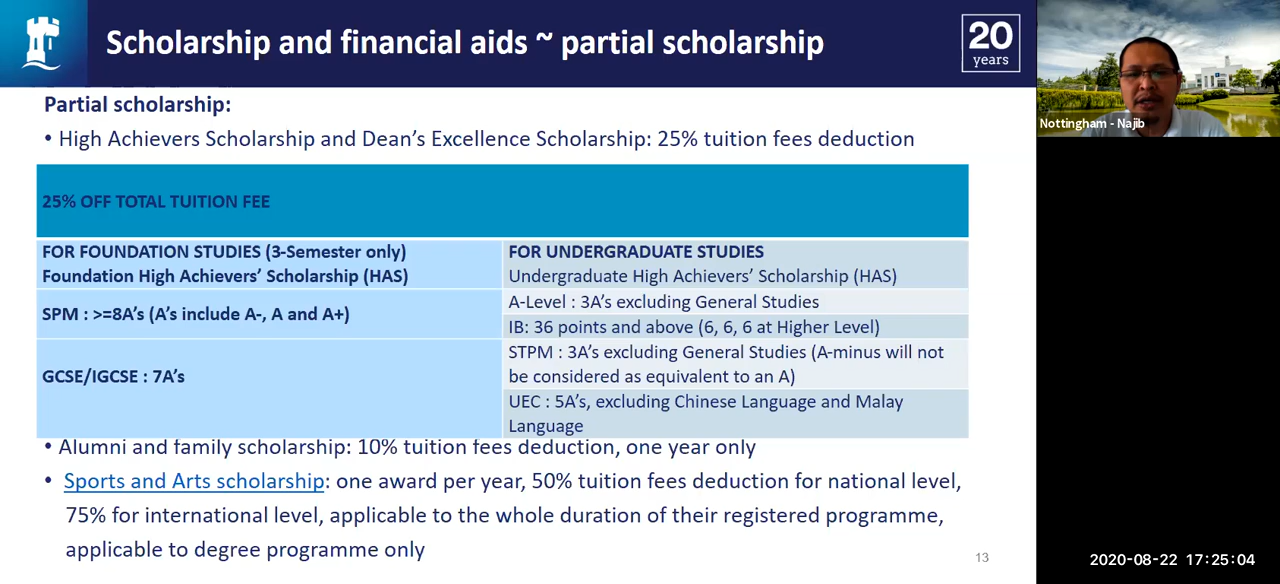 Scholarship and financial aids ~ partial scholarship
20
years
Partial scholarship:
• High Achievers Scholarship and Dean's Excellence Scholarship: 25% tuition fees deduction
25% OFF TOTAL TUITION FEE
FOR FOUNDATION STUDIES (3-Semester only)
Foundation High Achievers' Scholarship (HAS)
FOR UNDERGRADUATE STUDIES
Undergraduate High Achievers' Scholarship (HAS)
SPM : >=8A's (A's include A-, A and A+)
A-Level : 3A's excluding General Studies
IB: 36 points and above (6, 6, 6 at Higher Level)
GCSE/IGCSE : 7A's
STPM : 3A's excluding General Studies (A-minus will not
be considered as equivalent to an A)
UEC : 5A's, excluding Chinese Language and Malay
Language
• Alumni and family scholarship: 10% tuition fees deduction, one year only
• Sports and Arts scholarship: one award per year, 50% tuition fees deduction for national level,
75% for international level, applicable to the whole duration of their registered programme,
applicable to degree programme only
13
Nottingham - Najib
2020-08-22 17:25:04